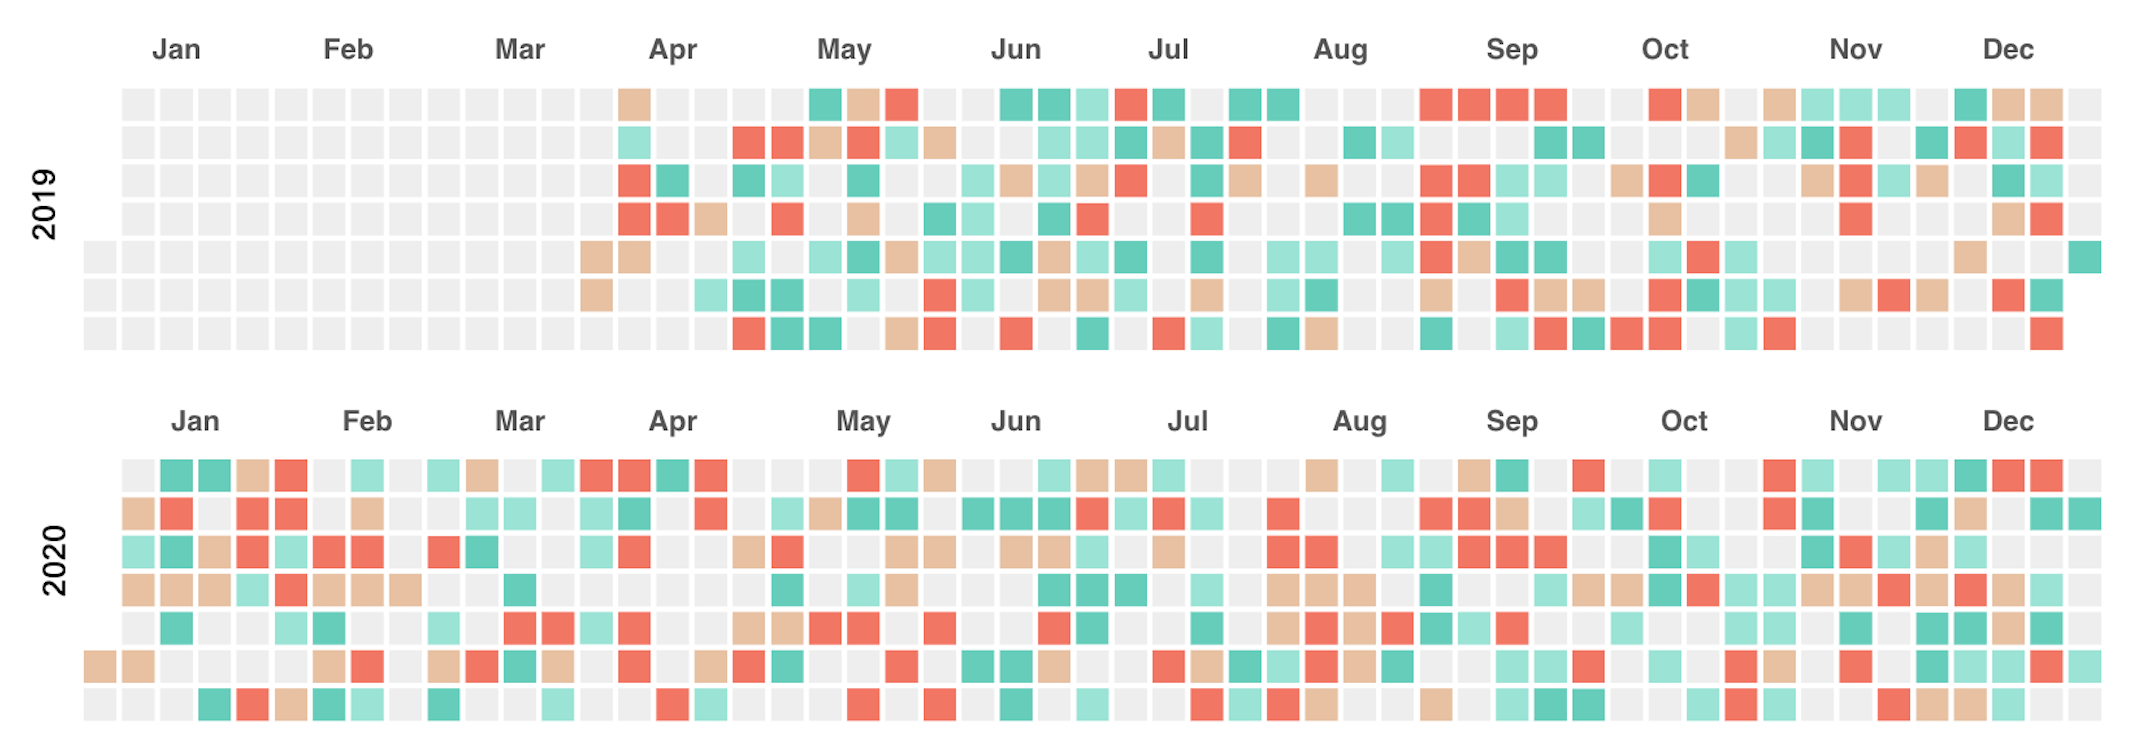 Jan Feb Mar Apr May Jun Jul Aug Sep Oct Nov Dec
2019
Jan Feb Mar Apr May Jun Jul Aug Sep Oct Nov Dec
2020